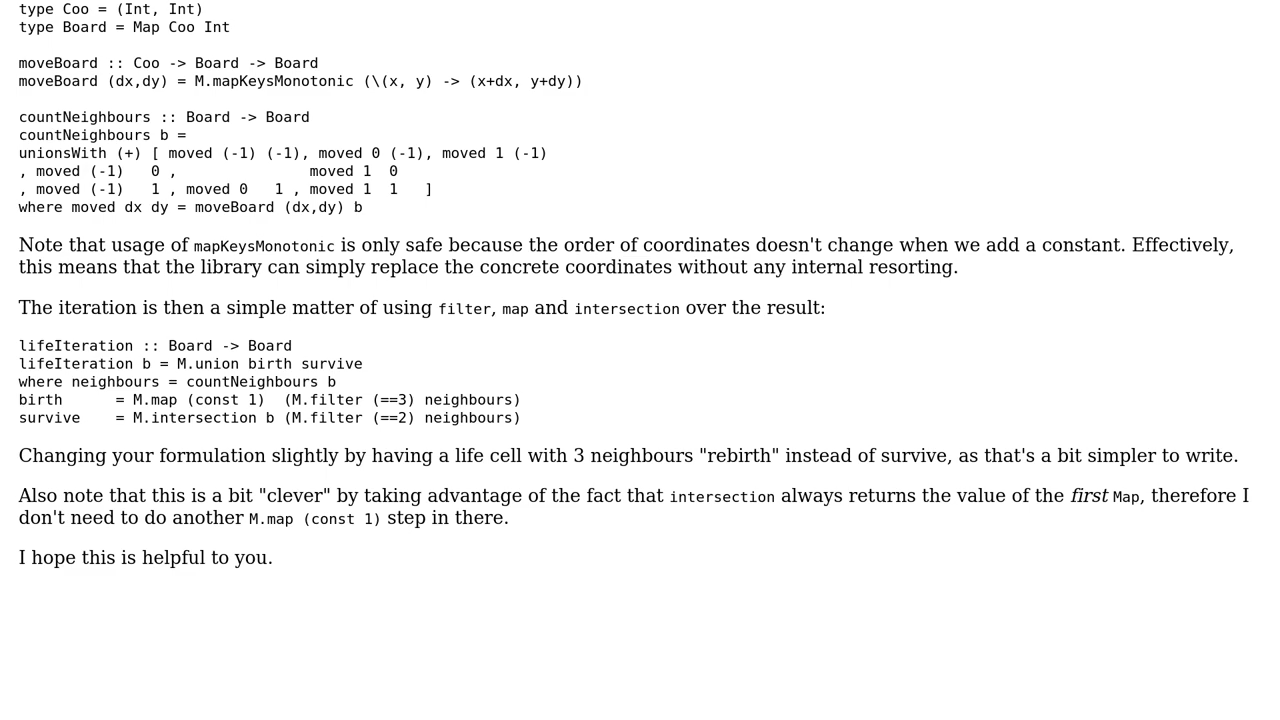 type Coo = (Int, Int)
type Board = Map Coo Int
moveBoard :: Coo -> Board -> Board
moveBoard (dx,dy) = M.mapKeysMonotonic (\(x, y) -> (x+dx, y+dy))
countNeighbours :: Board -> Board
countNeighbours b =
unionsWith (+) [ moved (-1) (-1), moved 0 (-1), moved 1 (-1)
, moved (-1)   0 ,               moved 1  0
, moved (-1)   1 , moved 0   1 , moved 1  1   ]
where moved dx dy = moveBoard (dx,dy) b
Note that usage of mapKeysMonotonic is only safe because the order of coordinates doesn't change when we add a constant. Effectively,
this means that the library can simply replace the concrete coordinates without any internal resorting.
The iteration is then a simple matter of using filter, map and intersection over the result:
lifeIteration :: Board -> Board
lifeIteration b = M.union birth survive
where neighbours = countNeighbours b
birth      = M.map (const 1)  (M.filter (==3) neighbours)
survive    = M.intersection b (M.filter (==2) neighbours)
Changing your formulation slightly by having a life cell with 3 neighbours "rebirth" instead of survive, as that's a bit simpler to write.
Also note that this is a bit "clever" by taking advantage of the fact that intersection always returns the value of the first Map, therefore I
don't need to do another M.map (const 1) step in there.
I hope this is helpful to you.